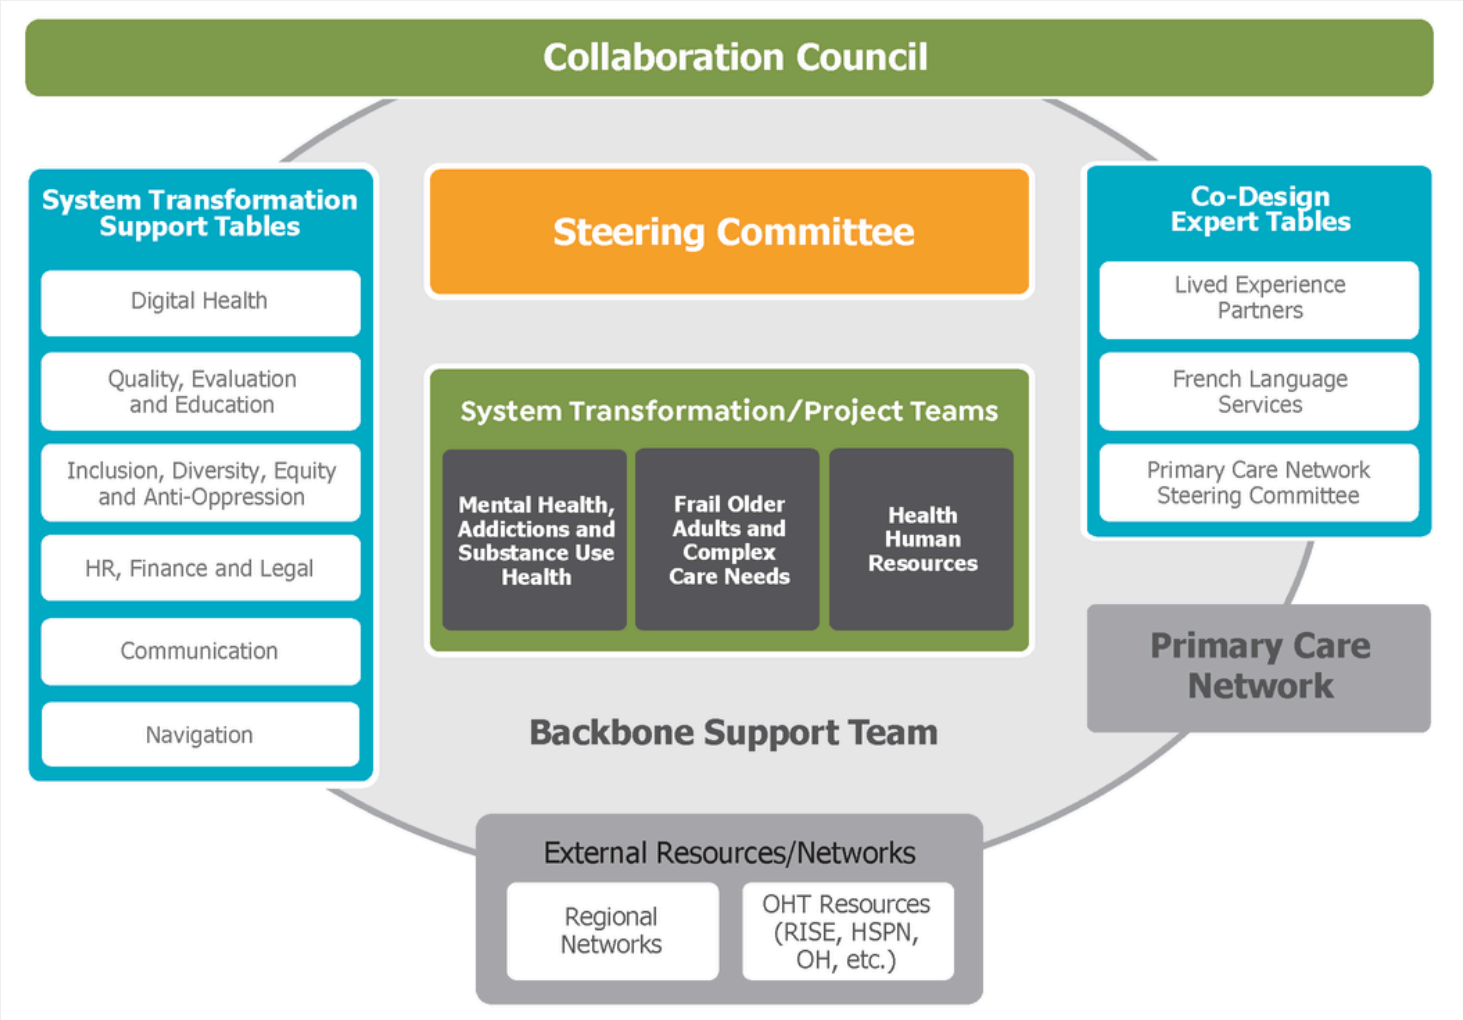 Collaboration Council
System Transformation
Support Tables
Digital Health
Quality, Evaluation
and Education
Inclusion, Diversity, Equity
and Anti-Oppression
HR, Finance and Legal
Communication
Navigation
Steering Committee
System Transformation/Project Teams
Mental Health,
Addictions and
Substance Use
Health
Frail Older
Adults and
Complex
Care Needs
Health
Human
Resources
Backbone Support Team
Co-Design
Expert Tables
Lived Experience
Partners
French Language
Services
Primary Care Network
Steering Committee
Primary Care
Network
External Resources/Networks
Regional
Networks
OHT Resources
(RISE, HSPN,
OH, etc.)